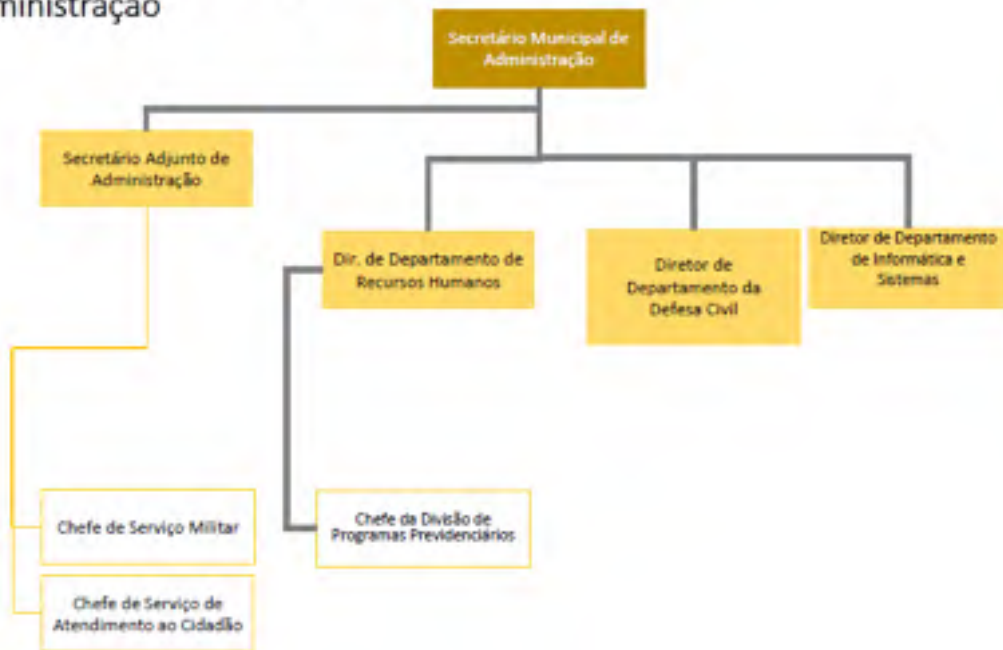 Secretário Municipal de
Administração
Secretário Adjunto de
Administração
Dir. de Departamento de
Recursos Humanos
Diretor de
Departamento da
Defesa Civil
Diretor de Departamento
de Informática e
Sistemas
Chefe de Serviço Militar
Chefe da Divisão de
Programas Previdenciários
Chefe de Serviço de
Atendimento ao Cidadão